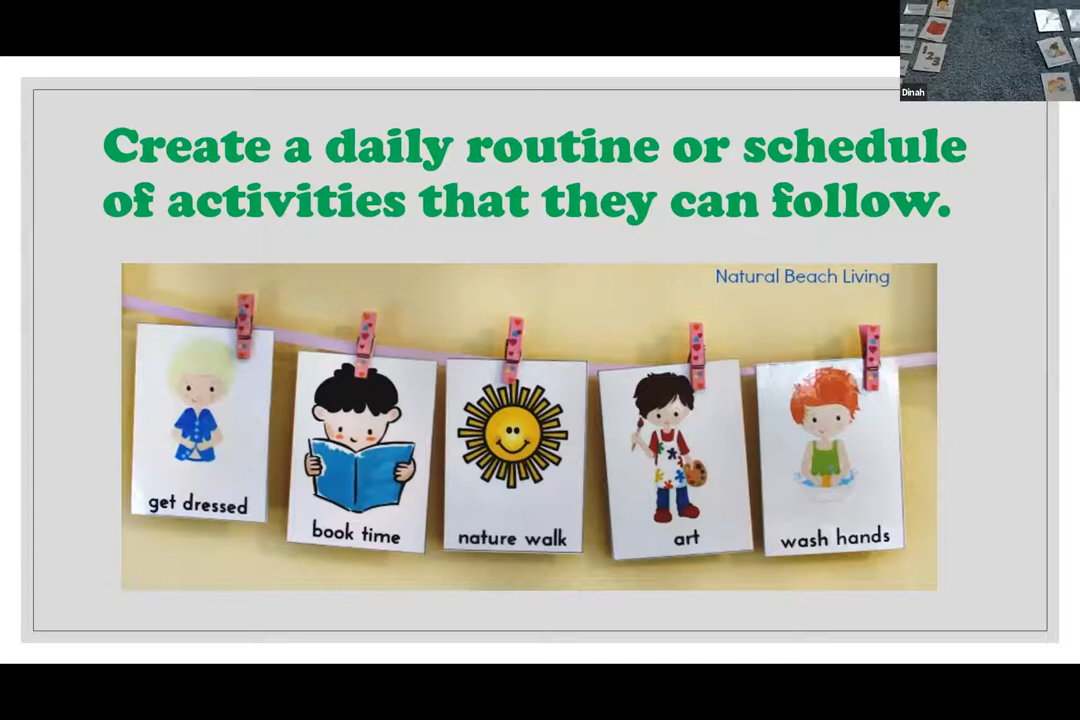 Create a daily routine or schedule
of activities that they can follow.
Natural Beach Living
get dressed
book time
nature walk
art
wash hands
Dinah
123